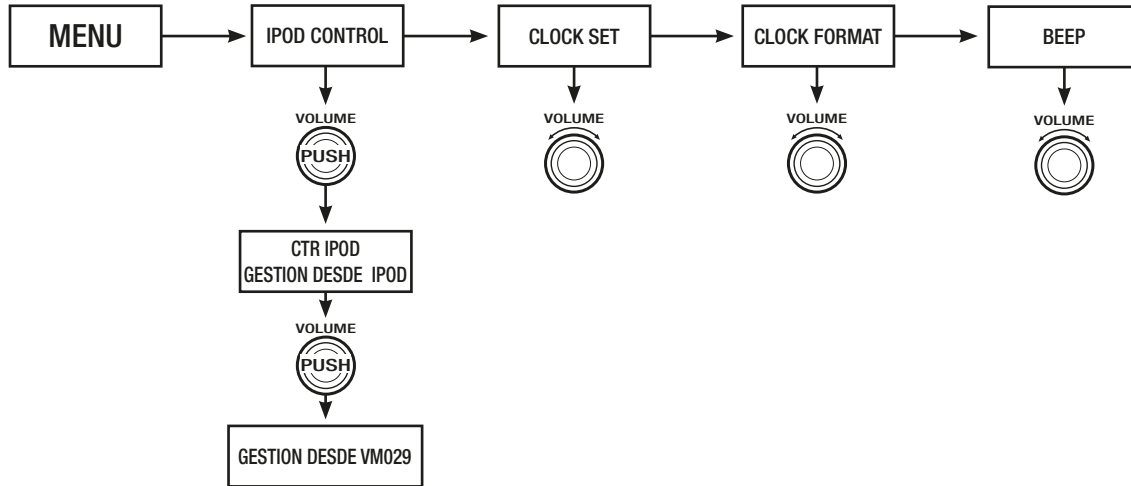 MENU
IPOD CONTROL
CLOCK SET
CLOCK FORMAT
BEEP
VOLUME
PUSH
VOLUME
VOLUME
VOLUME
CTR IPOD
GESTION DESDE IPOD
VOLUME
PUSH
GESTION DESDE VM029